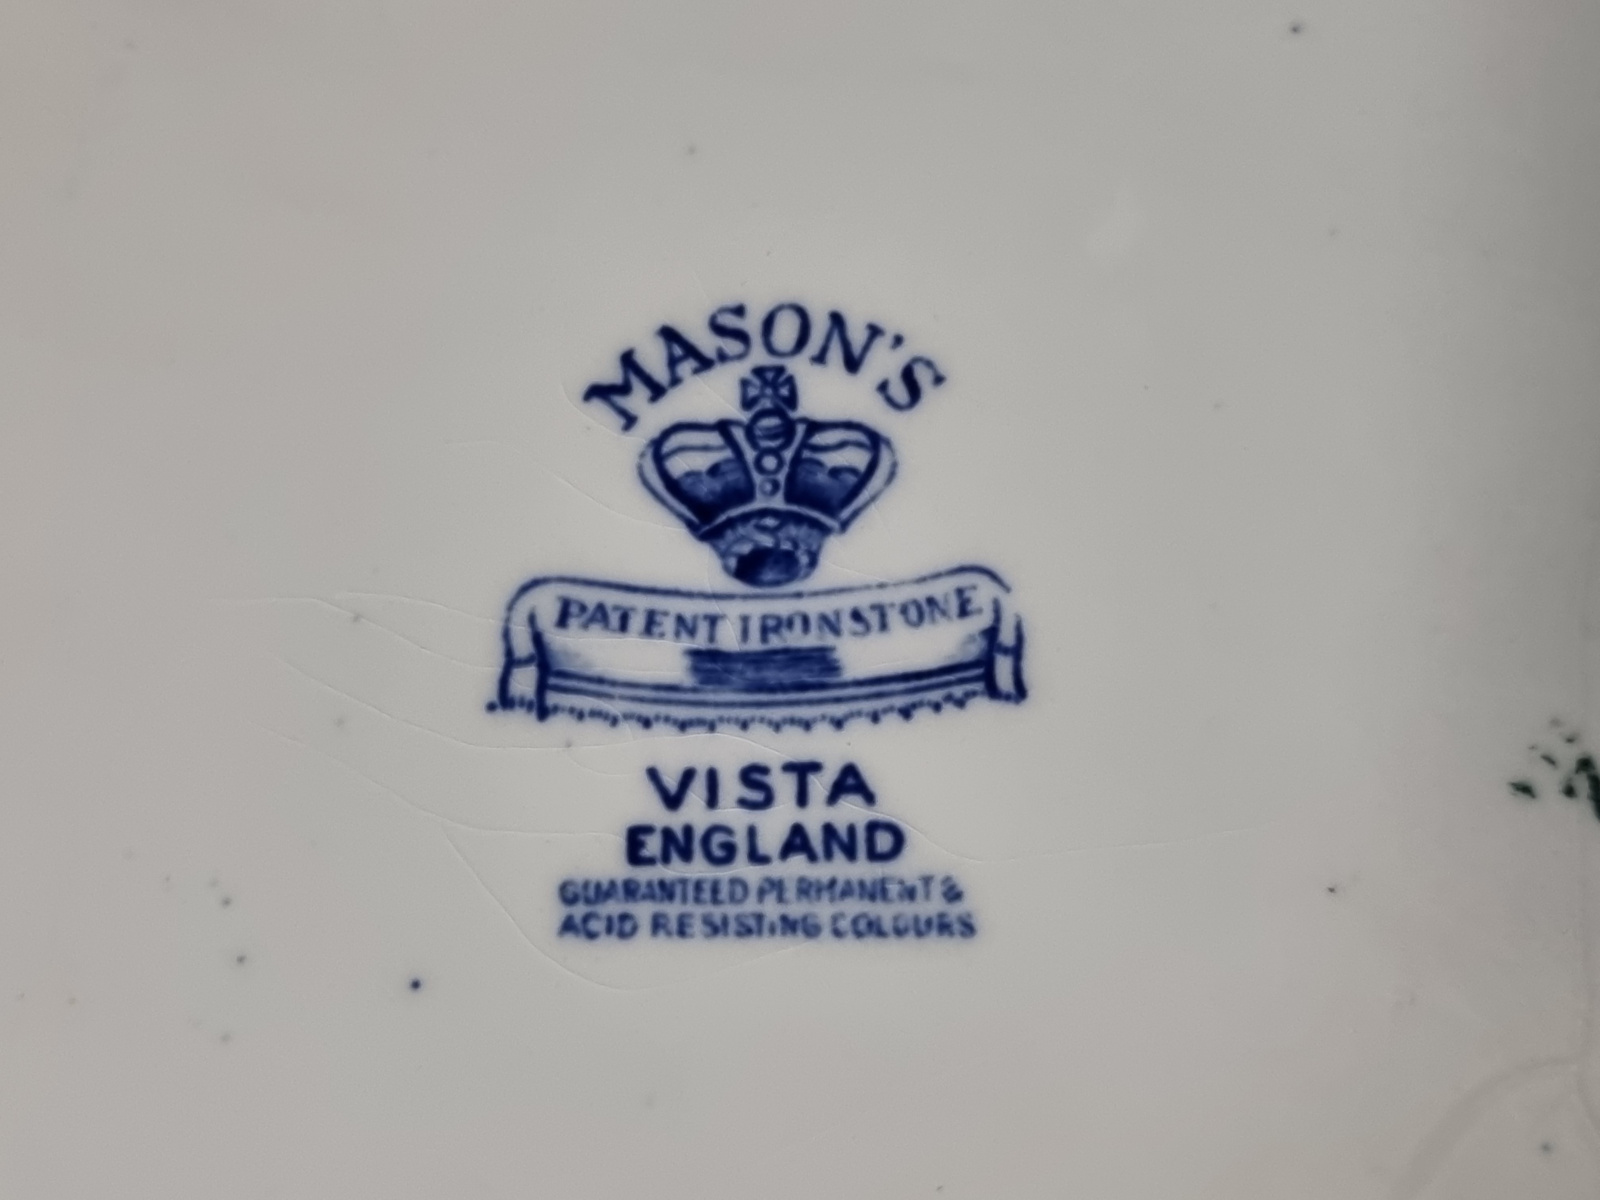 MASON'S
PATENT IRONSTONE
VISTA
ENGLAND
GUARANTEED PERMANENT &
ACID RESISTING COLOURS